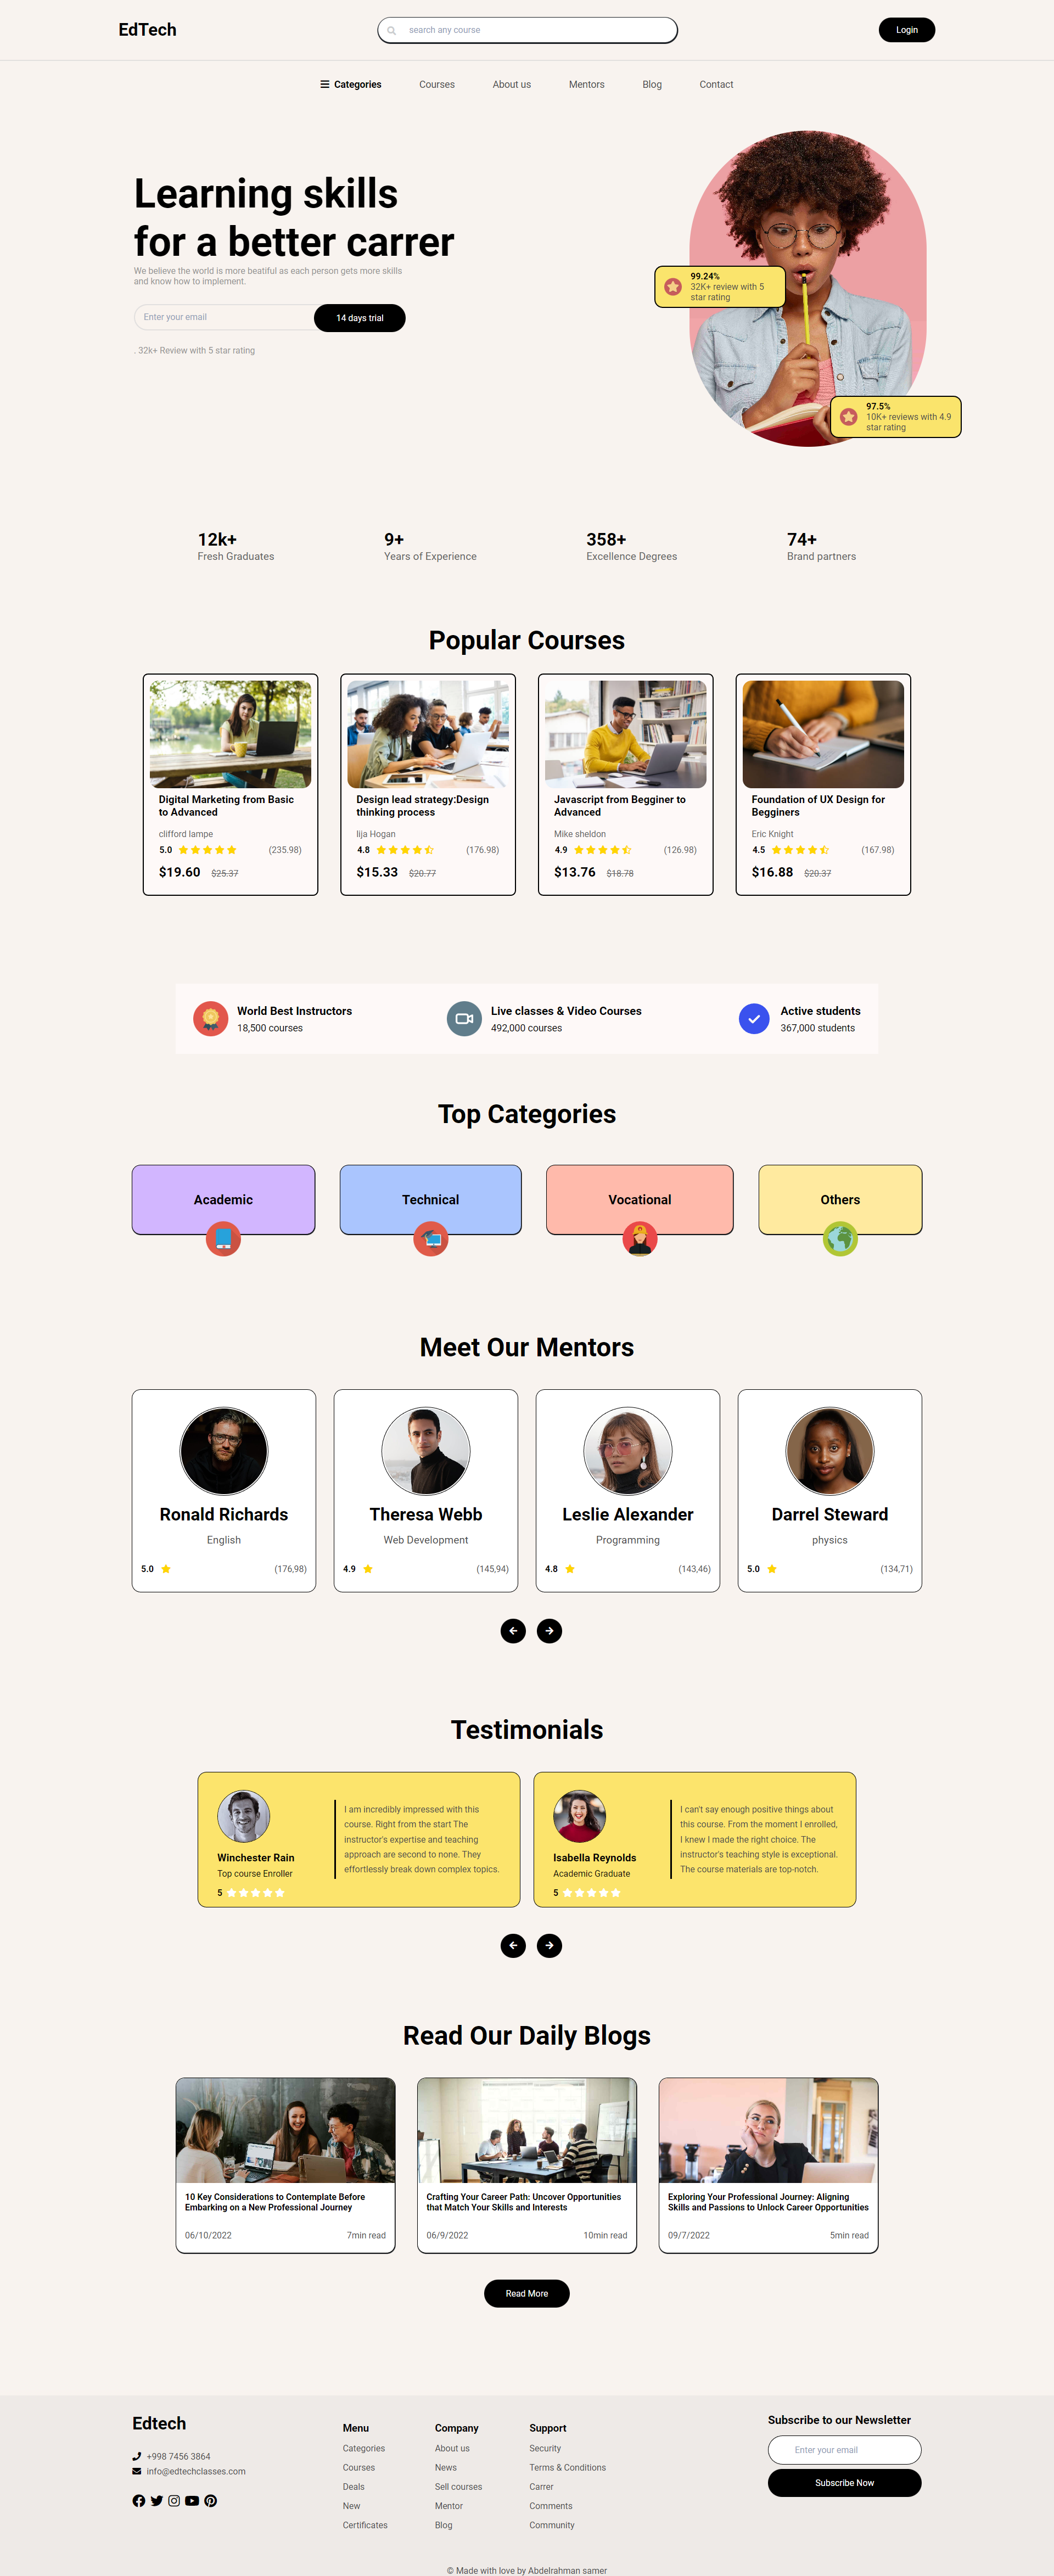 EdTech
search any course
Login
Categories
Courses
About us
Mentors
Blog
Contact
Learning skills
for a better carrer
We believe the world is more beatiful as each person gets more skills
and know how to implement.
Enter your email
14 days trial
. 32k+ Review with 5 star rating
99.24%
32K+ review with 5
star rating
97.5%
10K+ reviews with 4.9
star rating
12k+
Fresh Graduates
9+
Years of Experience
358+
Excellence Degrees
74+
Brand partners
Popular Courses
Digital Marketing from Basic
to Advanced
clifford lampe
5.0
(235.98)
$19.60
$25.37
Design lead strategy:Design
thinking process
lija Hogan
4.8
(176.98)
$15.33
$20.77
Javascript from Begginer to
Advanced
Mike sheldon
4.9
(126.98)
$13.76
$18.78
Foundation of UX Design for
Begginers
Eric Knight
4.5
(167.98)
$16.88
$20.37
World Best Instructors
18,500 courses
Live classes & Video Courses
492,000 courses
Active students
367,000 students
Top Categories
Academic
Technical
Vocational
Others
Meet Our Mentors
Ronald Richards
English
5.0
(176,98)
Theresa Webb
Web Development
4.9
(145,94)
Leslie Alexander
Programming
4.8
(143,46)
Darrel Steward
physics
5.0
(134,71)
Testimonials
Winchester Rain
Top course Enroller
5
I am incredibly impressed with this
course. Right from the start The
instructor's expertise and teaching
approach are second to none. They
effortlessly break down complex topics.
Isabella Reynolds
Academic Graduate
5
I can't say enough positive things about
this course. From the moment I enrolled,
I knew I made the right choice. The
instructor's teaching style is exceptional.
The course materials are top-notch.
Read Our Daily Blogs
10 Key Considerations to Contemplate Before
Embarking on a New Professional Journey
06/10/2022
7min read
Crafting Your Career Path: Uncover Opportunities
that Match Your Skills and Interests
06/9/2022
10min read
Exploring Your Professional Journey: Aligning
Skills and Passions to Unlock Career Opportunities
09/7/2022
5min read
Read More
Edtech
+998 7456 3864
info@edtechclasses.com
Menu
Categories
Courses
Deals
New
Certificates
Company
About us
News
Sell courses
Mentor
Blog
Support
Security
Terms & Conditions
Carrer
Comments
Community
Subscribe to our Newsletter
Enter your email
Subscribe Now
© Made with love by Abdelrahman samer